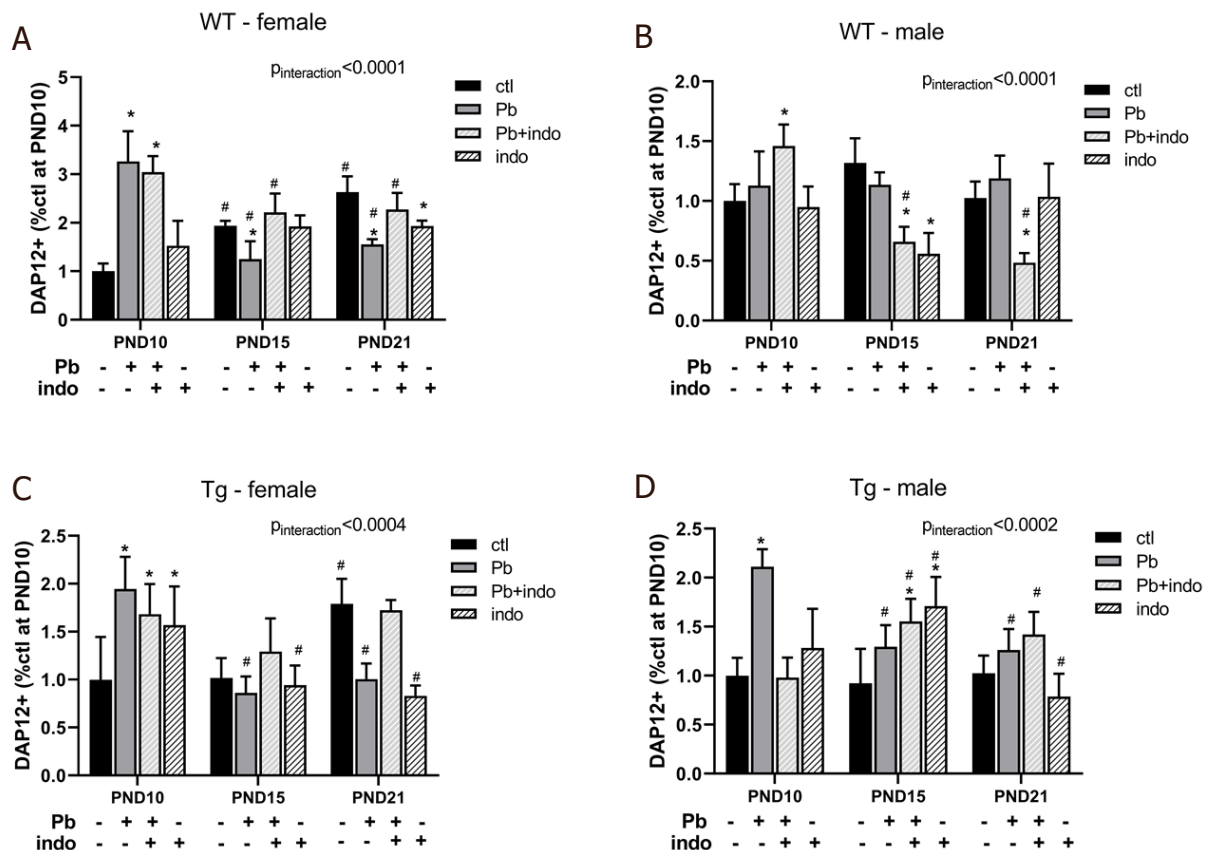 A
WT - female
pinteraction<0.0001
DAP12+ (%ctl at PND10)
5
4
3
2
1
0
* * # # * # # # * # *
ctl
Pb
Pb+indo
indo
PND10 PND15 PND21
Pb - + + - - + + - - + + -
indo - - + + - - + + - - + +
B
WT - male
pinteraction<0.0001
DAP12+ (%ctl at PND10)
2.0
1.5
1.0
0.5
0.0
* # * * # *
ctl
Pb
Pb+indo
indo
PND10 PND15 PND21
Pb - + + - - + + - - + + -
indo - - + + - - + + - - + +
C
Tg - female
pinteraction<0.0004
DAP12+ (%ctl at PND10)
2.5
2.0
1.5
1.0
0.5
0.0
* * * # # # # #
ctl
Pb
Pb+indo
indo
PND10 PND15 PND21
Pb - + + - - + + - - + + -
indo - - + + - - + + - - + +
D
Tg - male
pinteraction<0.0002
DAP12+ (%ctl at PND10)
2.5
2.0
1.5
1.0
0.5
0.0
* # # * # * # # #
ctl
Pb
Pb+indo
indo
PND10 PND15 PND21
Pb - + + - - + + - - + + -
indo - - + + - - + + - - + +